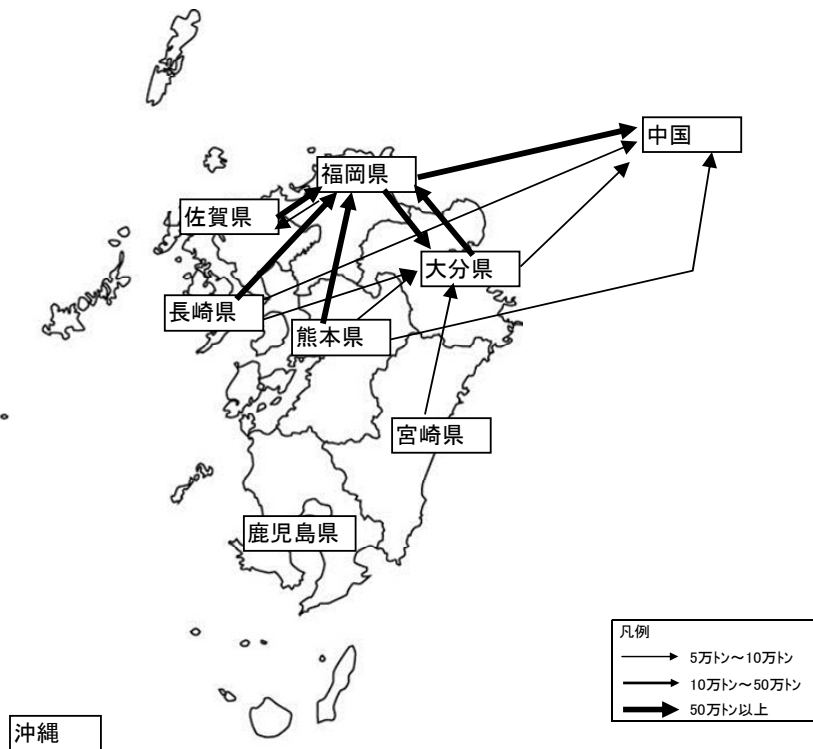 中国
福岡県
佐賀県
大分県
長崎県
熊本県
宮崎県
鹿児島県
凡例
5万トン～10万トン
10万トン～50万トン
50万トン以上
沖縄